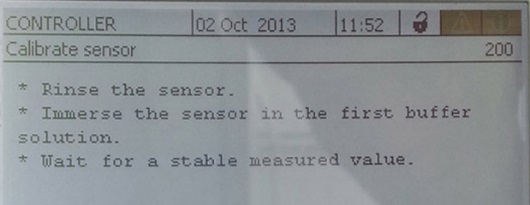 CONTROLLER 02 Oct 2013 11:52
Calibrate sensor 200
* Rinse the sensor.
* Immerse the sensor in the first buffer
solution.
* Wait for a stable measured value.